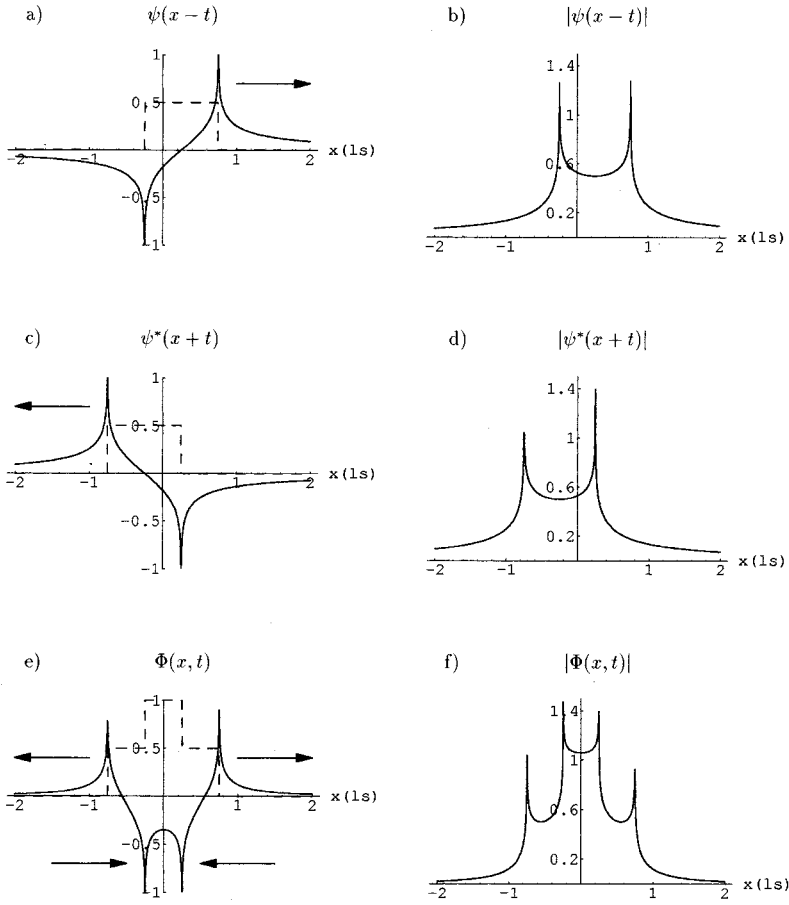 a) ψ(x − t)
1
0.5
-2 -1 1 2 x(ls)
-0.5
-1
b) |ψ(x − t)|
1.4
1
0.6
0.2
-2 -1 1 2 x(ls)
c) ψ*(x + t)
1
0.5
-2 -1 1 2 x(ls)
-0.5
-1
d) |ψ*(x + t)|
1.4
1
0.6
0.2
-2 -1 1 2 x(ls)
e) Φ(x, t)
1
0.5
-2 -1 1 2 x(ls)
-0.5
-1
f) |Φ(x, t)|
1.4
1
0.6
0.2
-2 -1 1 2 x(ls)